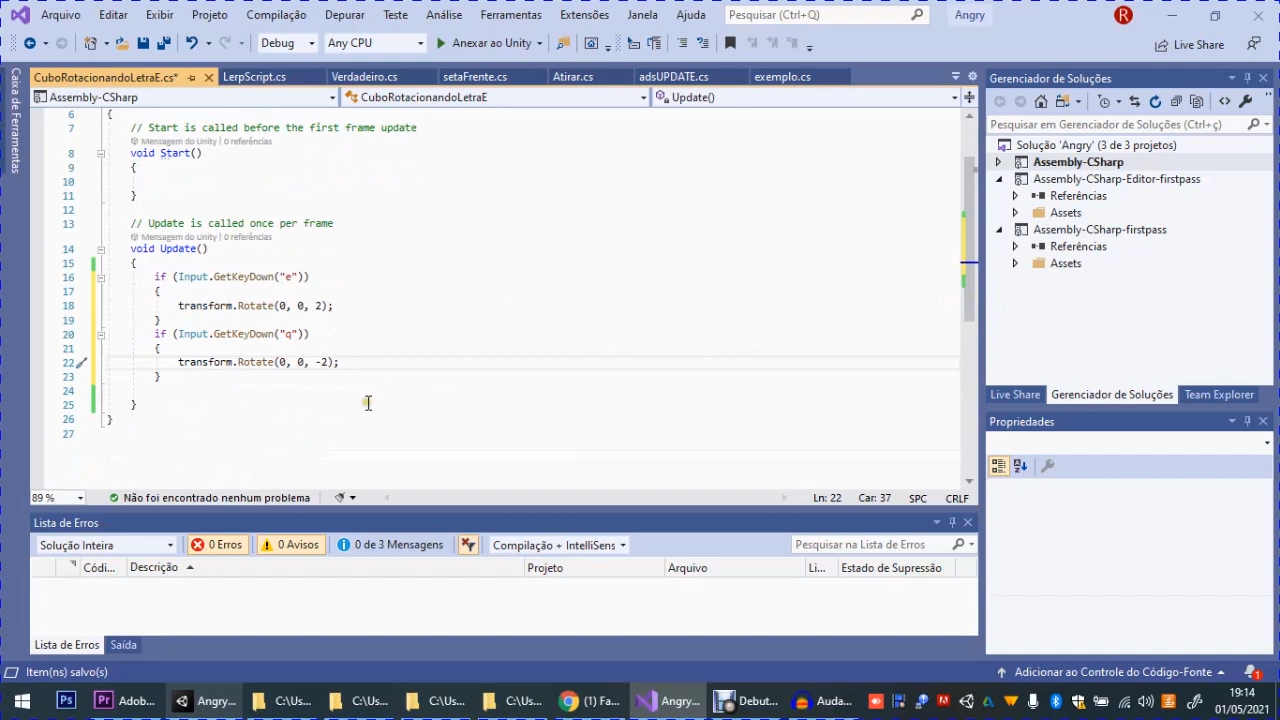 Arquivo Editar Exibir Projeto Compilação Depurar Teste Análise Ferramentas Extensões Janela Ajuda Pesquisar (Ctrl+Q) Angry R
Debug Any CPU Anexar ao Unity Live Share
CuboRotacionandoLetraE.cs* LerpScript.cs Verdadeiro.cs setaFrente.cs Atirar.cs adsUPDATE.cs exemplo.cs
Assembly-CSharp CuboRotacionandoLetraE Update()
Caixa de Ferramentas
6 {
7 // Start is called before the first frame update
Mensagem do Unity | 0 referências
8 void Start()
9 {
10
11 }
12
13 // Update is called once per frame
Mensagem do Unity | 0 referências
14 void Update()
15 {
16 if (Input.GetKeyDown("e"))
17 {
18 transform.Rotate(0, 0, 2);
19 }
20 if (Input.GetKeyDown("q"))
21 {
22 transform.Rotate(0, 0, -2);
23 }
24
25 }
26 }
27
89 % Não foi encontrado nenhum problema Ln: 22 Car: 37 SPC CRLF
Gerenciador de Soluções
Pesquisar em Gerenciador de Soluções (Ctrl+ç)
Solução 'Angry' (3 de 3 projetos)
Assembly-CSharp
Assembly-CSharp-Editor-firstpass
Referências
Assets
Assembly-CSharp-firstpass
Referências
Assets
Live Share Gerenciador de Soluções Team Explorer
Propriedades
Lista de Erros
Solução Inteira 0 Erros 0 Avisos 0 de 3 Mensagens Compilação + IntelliSens Pesquisar na Lista de Erros
Códi... Descrição Projeto Arquivo Li... Estado de Supressão
Lista de Erros Saída
Item(ns) salvo(s) Adicionar ao Controle do Código-Fonte 1
Ps Pr Adob... Angry... C:\Us... C:\Us... C:\Us... C:\Us... (1) Fa... Angry... Debut... Auda... 19:14
01/05/2021